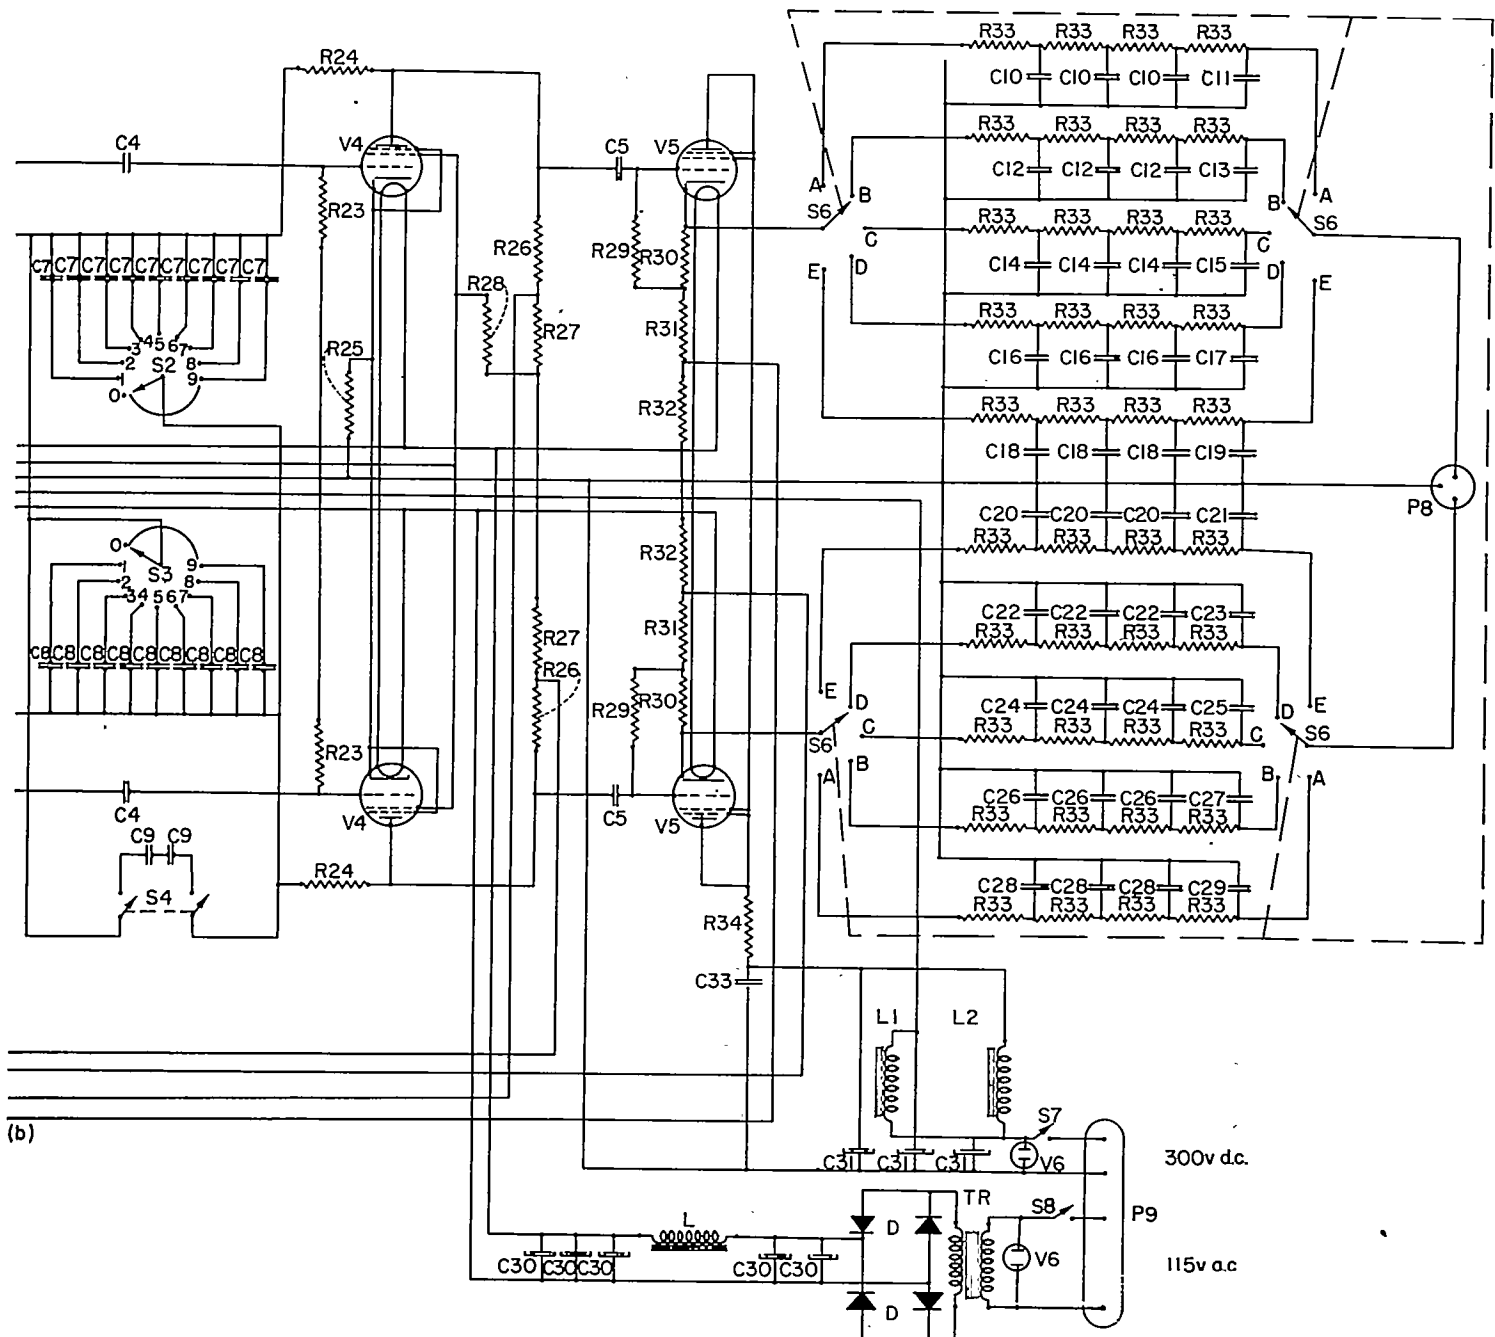 R33 R33 R33 R33
R24
C10 C10 C10 C11
R33 R33 R33 R33
C4 V4 C5 V5
C12 C12 C12 C13
A B B A
R23 S6 S6
R33 R33 R33 R33
C C
R26 R29 R30
C14 C14 C14 C15
E D D E
C7 C7 C7 C7 C7 C7 C7 C7 C7
R28
R33 R33 R33 R33
R27 R31
1 2 3 4 5 6 7 8 9
R25
C16 C16 C16 C17
S2
0
R32
R33 R33 R33 R33
C18 C18 C18 C19
P8
C20 C20 C20 C21
R33 R33 R33 R33
0
R32
S3
1 2 3 4 5 6 7 8 9
C22 C22 C22 C23
R27 R31
R33 R33 R33 R33
C8 C8 C8 C8 C8 C8 C8 C8 C8
R26
E D D E
R29 R30
C24 C24 C24 C25
R33 R33 R33 R33
S6 C C S6
R23
A B B A
C26 C26 C26 C27
C4 V4 C5 V5
R33 R33 R33 R33
C9 C9
R24
S4
C28 C28 C28 C29
R33 R33 R33 R33
R34
C33
L1 L2
S7
(b)
C31 C31 C31 V6
300v d.c.
TR
S8
P9
L
D
C30 C30 C30 C30 C30
V6
115v a.c
D